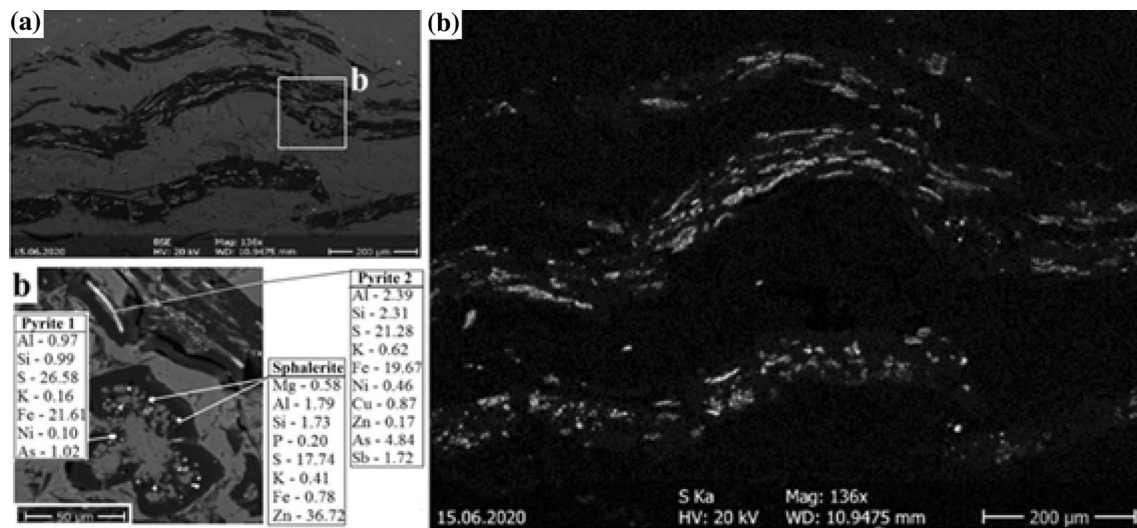 (a)
b
15.06.2020
BSE
HV: 20 kV
Mag: 136x
WD: 10.9475 mm
200 μm
b
Pyrite 1
Al - 0.97
Si - 0.99
S - 26.58
K - 0.16
Fe - 21.61
Ni - 0.10
As - 1.02
Sphalerite
Mg - 0.58
Al - 1.79
Si - 1.73
P - 0.20
S - 17.74
K - 0.41
Fe - 0.78
Zn - 36.72
Pyrite 2
Al - 2.39
Si - 2.31
S - 21.28
K - 0.62
Fe - 19.67
Ni - 0.46
Cu - 0.87
Zn - 0.17
As - 4.84
Sb - 1.72
50 μm
(b)
15.06.2020
S Ka
HV: 20 kV
Mag: 136x
WD: 10.9475 mm
200 μm